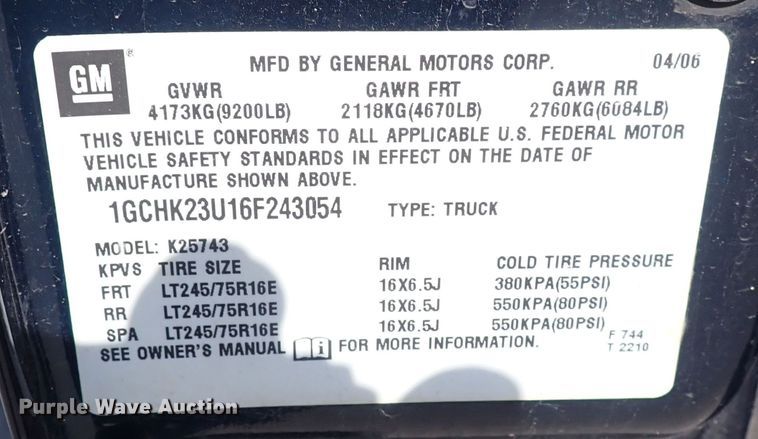 GM ®
MFD BY GENERAL MOTORS CORP. 04/06
GVWR GAWR FRT GAWR RR
4173KG(9200LB) 2118KG(4670LB) 2760KG(6084LB)
THIS VEHICLE CONFORMS TO ALL APPLICABLE U.S. FEDERAL MOTOR
VEHICLE SAFETY STANDARDS IN EFFECT ON THE DATE OF
MANUFACTURE SHOWN ABOVE.
1GCHK23U16F243054 TYPE: TRUCK
MODEL: K25743
KPVS TIRE SIZE RIM COLD TIRE PRESSURE
FRT LT245/75R16E 16X6.5J 380KPA(55PSI)
RR LT245/75R16E 16X6.5J 550KPA(80PSI)
SPA LT245/75R16E 16X6.5J 550KPA(80PSI)
SEE OWNER'S MANUAL i FOR MORE INFORMATION.
F 744
T 2210
Purple Wave Auction